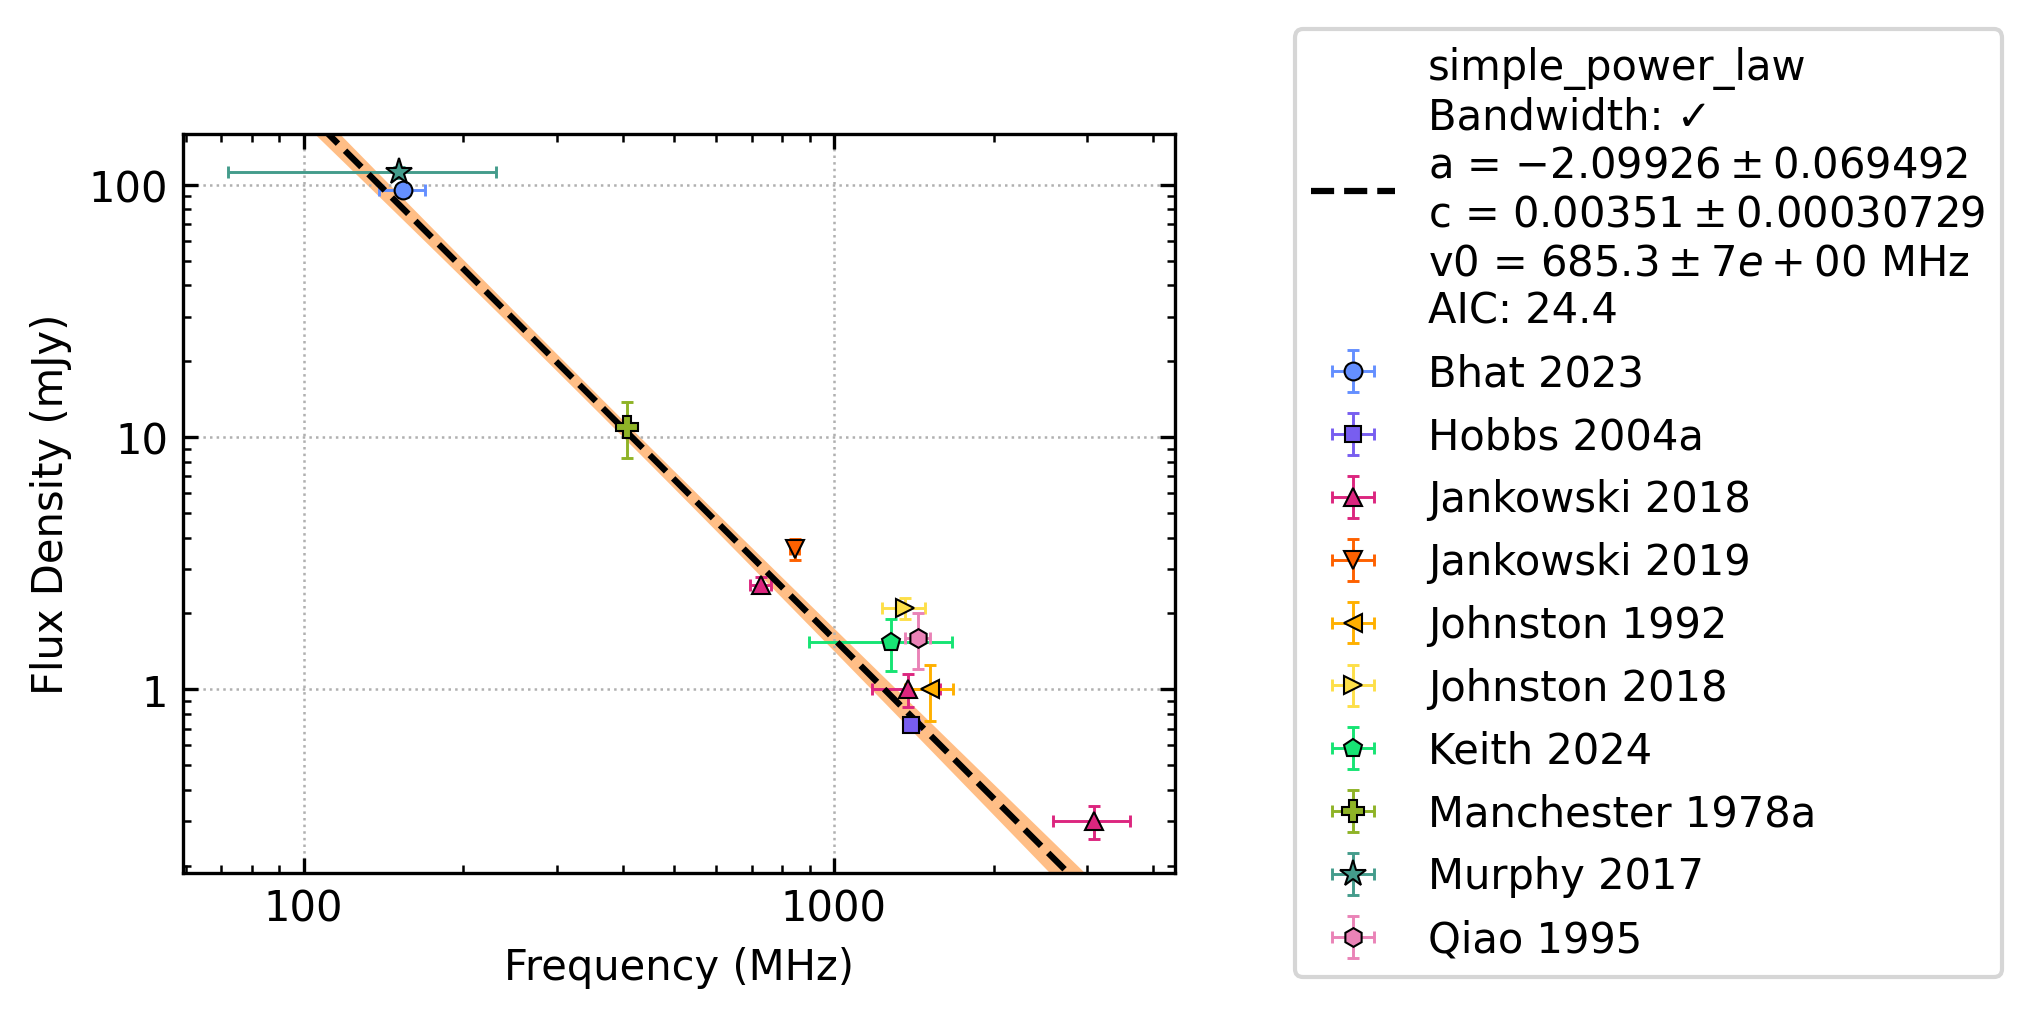 simple_power_law
Bandwidth: ✓
a = −2.09926 ± 0.069492
c = 0.00351 ± 0.00030729
v0 = 685.3 ± 7e + 00 MHz
AIC: 24.4
Bhat 2023
Hobbs 2004a
Jankowski 2018
Jankowski 2019
Johnston 1992
Johnston 2018
Keith 2024
Manchester 1978a
Murphy 2017
Qiao 1995
Flux Density (mJy)
100
10
1
100
1000
Frequency (MHz)